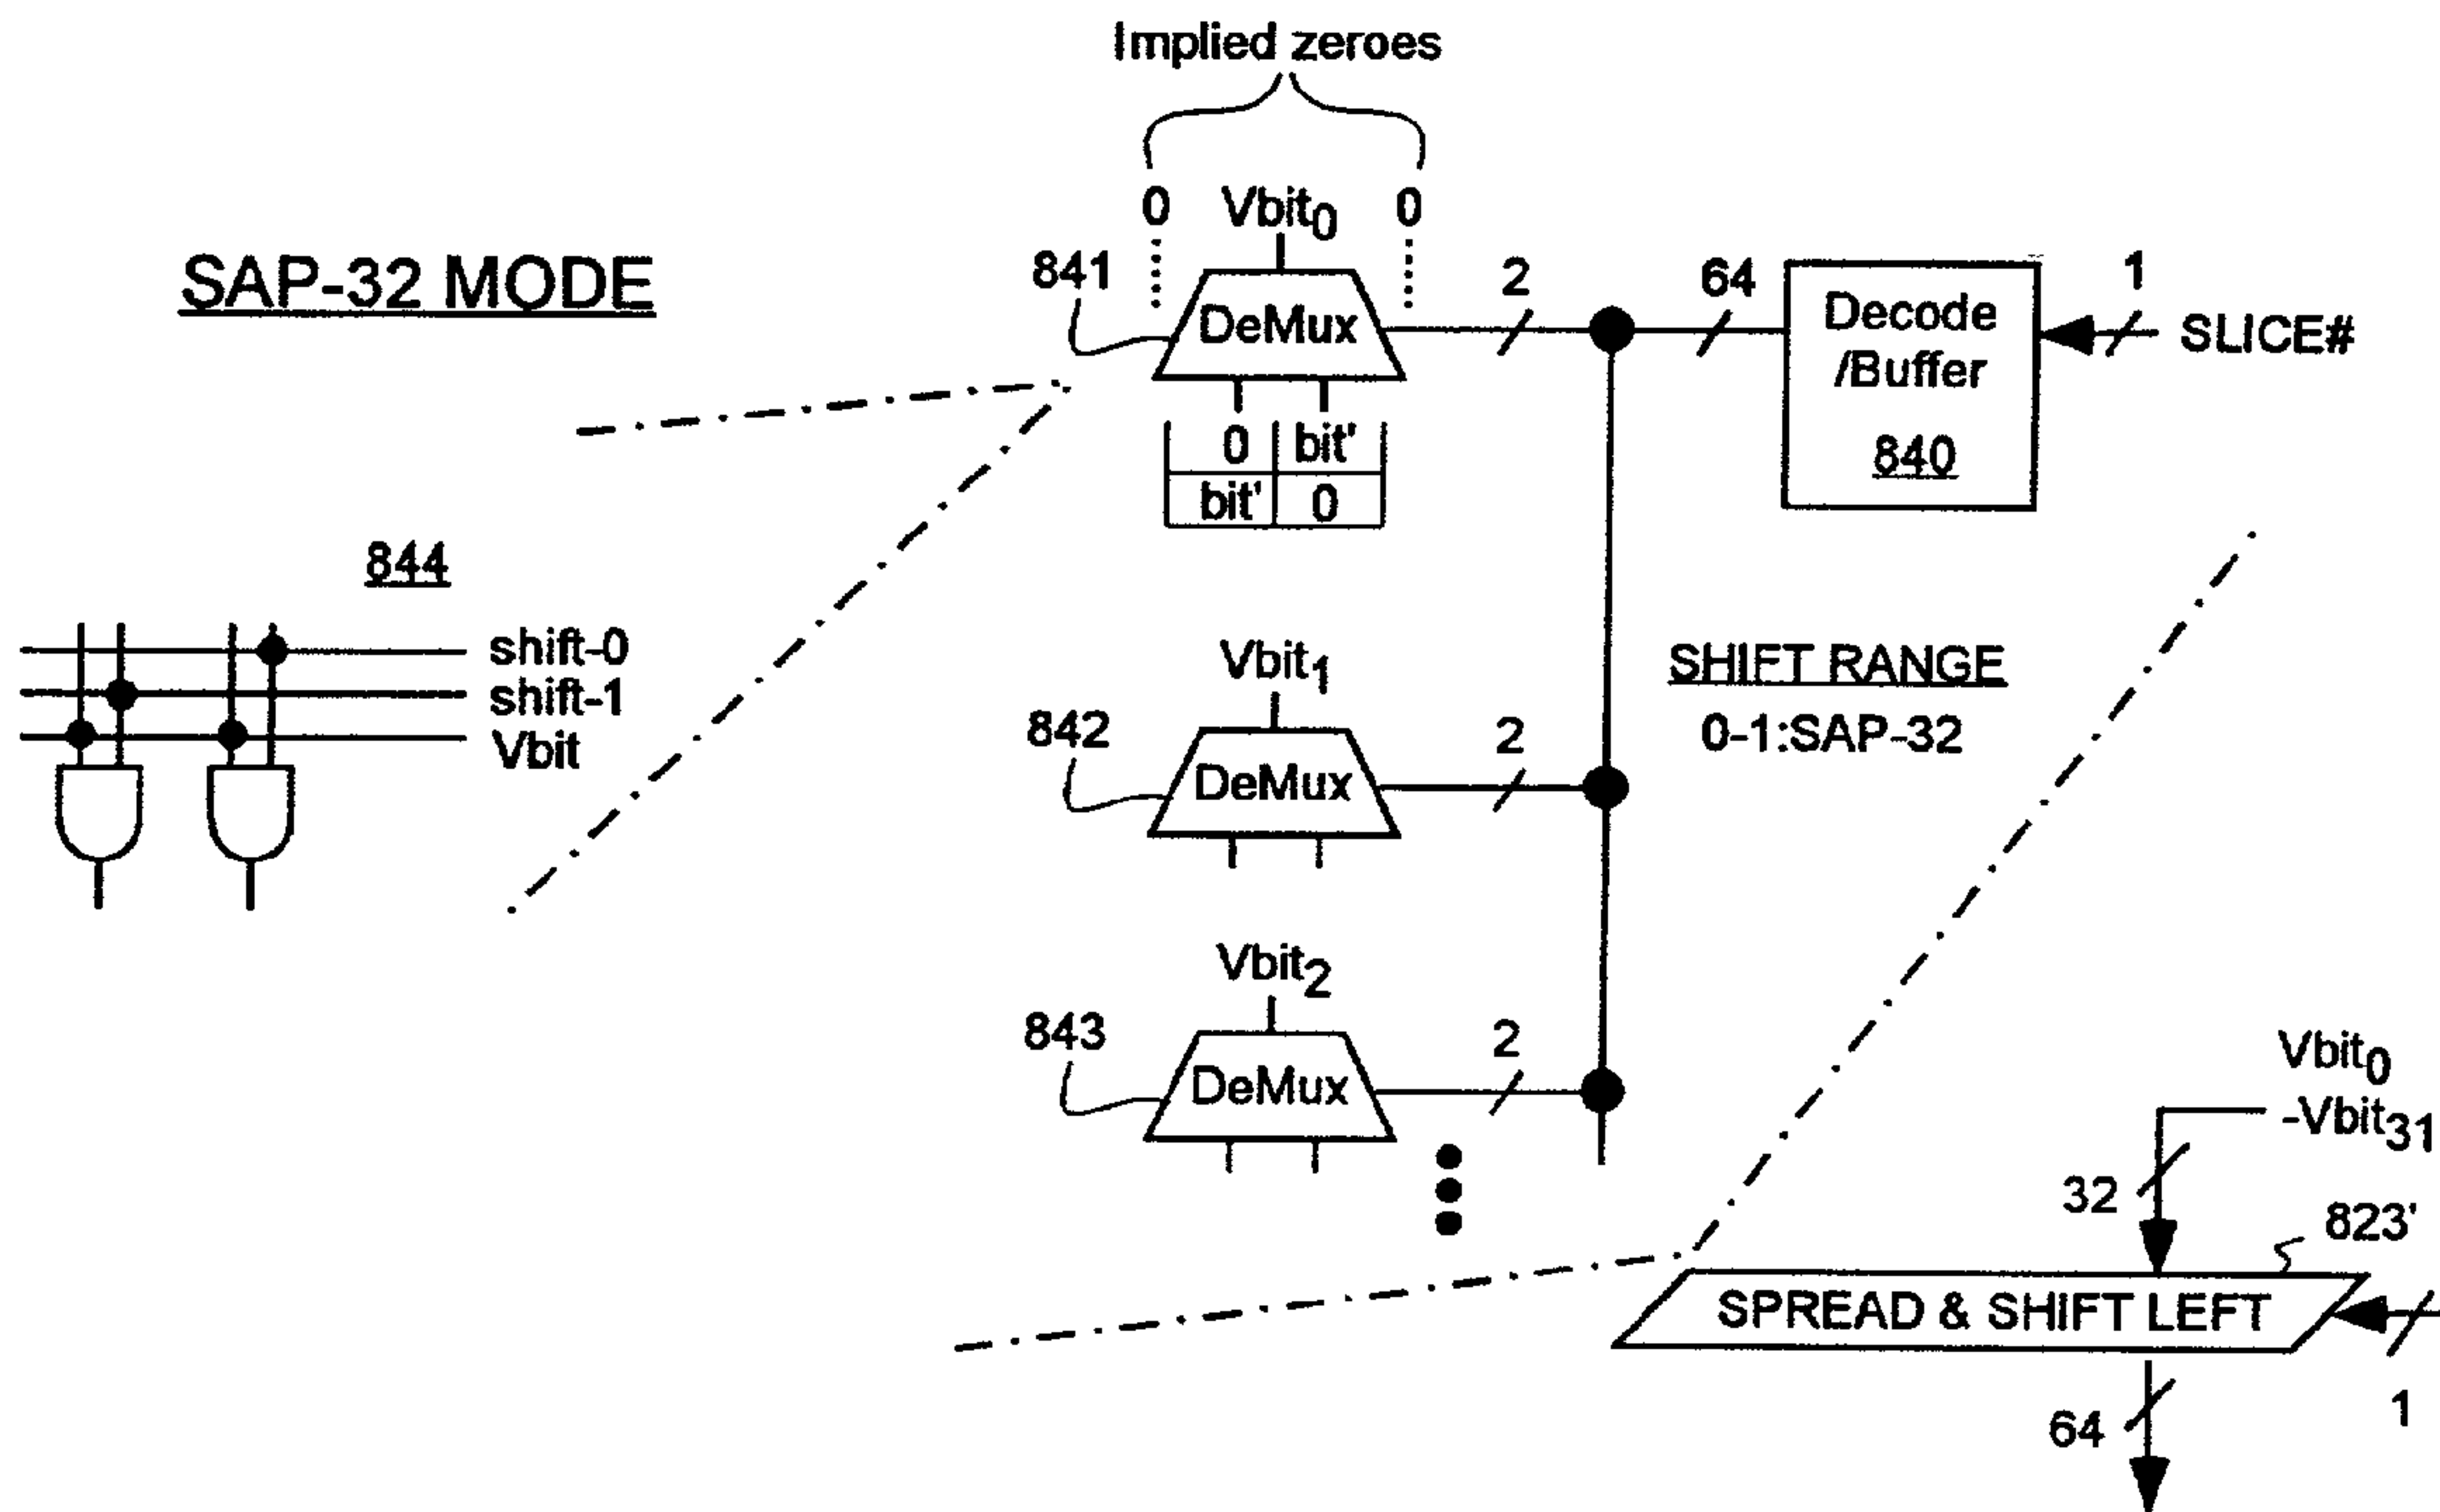 Implied zeroes
0 Vbit0 0
SAP-32 MODE
841
DeMux
2
64
Decode
/Buffer
840
1
SLICE#
0 bit'
bit' 0
844
shift-0
shift-1
Vbit
Vbit1
842
DeMux
2
SHIFT RANGE
0-1:SAP-32
Vbit2
843
DeMux
2
Vbit0
-Vbit31
32
823'
SPREAD & SHIFT LEFT
64
1